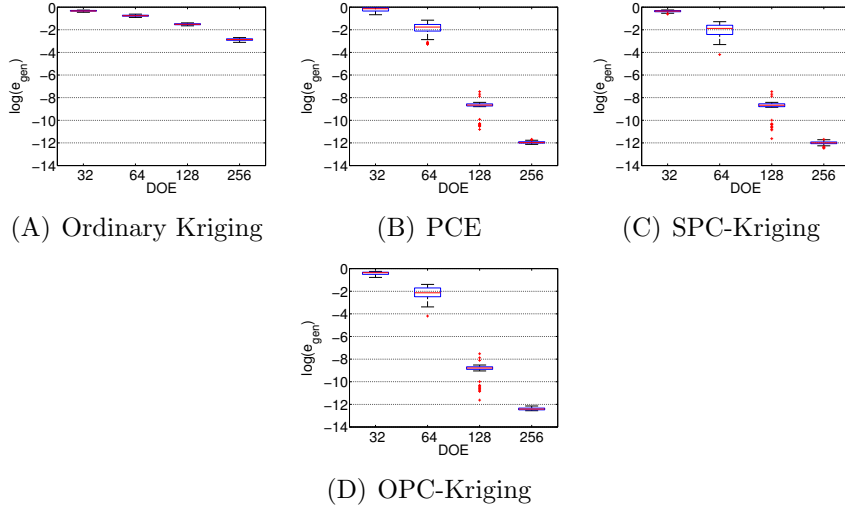 0
−2
−4
−6
−8
−10
−12
−14
log(e_gen)
32 64 128 256
DOE
(A) Ordinary Kriging
0
−2
−4
−6
−8
−10
−12
−14
log(e_gen)
32 64 128 256
DOE
(B) PCE
0
−2
−4
−6
−8
−10
−12
−14
log(e_gen)
32 64 128 256
DOE
(C) SPC-Kriging
0
−2
−4
−6
−8
−10
−12
−14
log(e_gen)
32 64 128 256
DOE
(D) OPC-Kriging